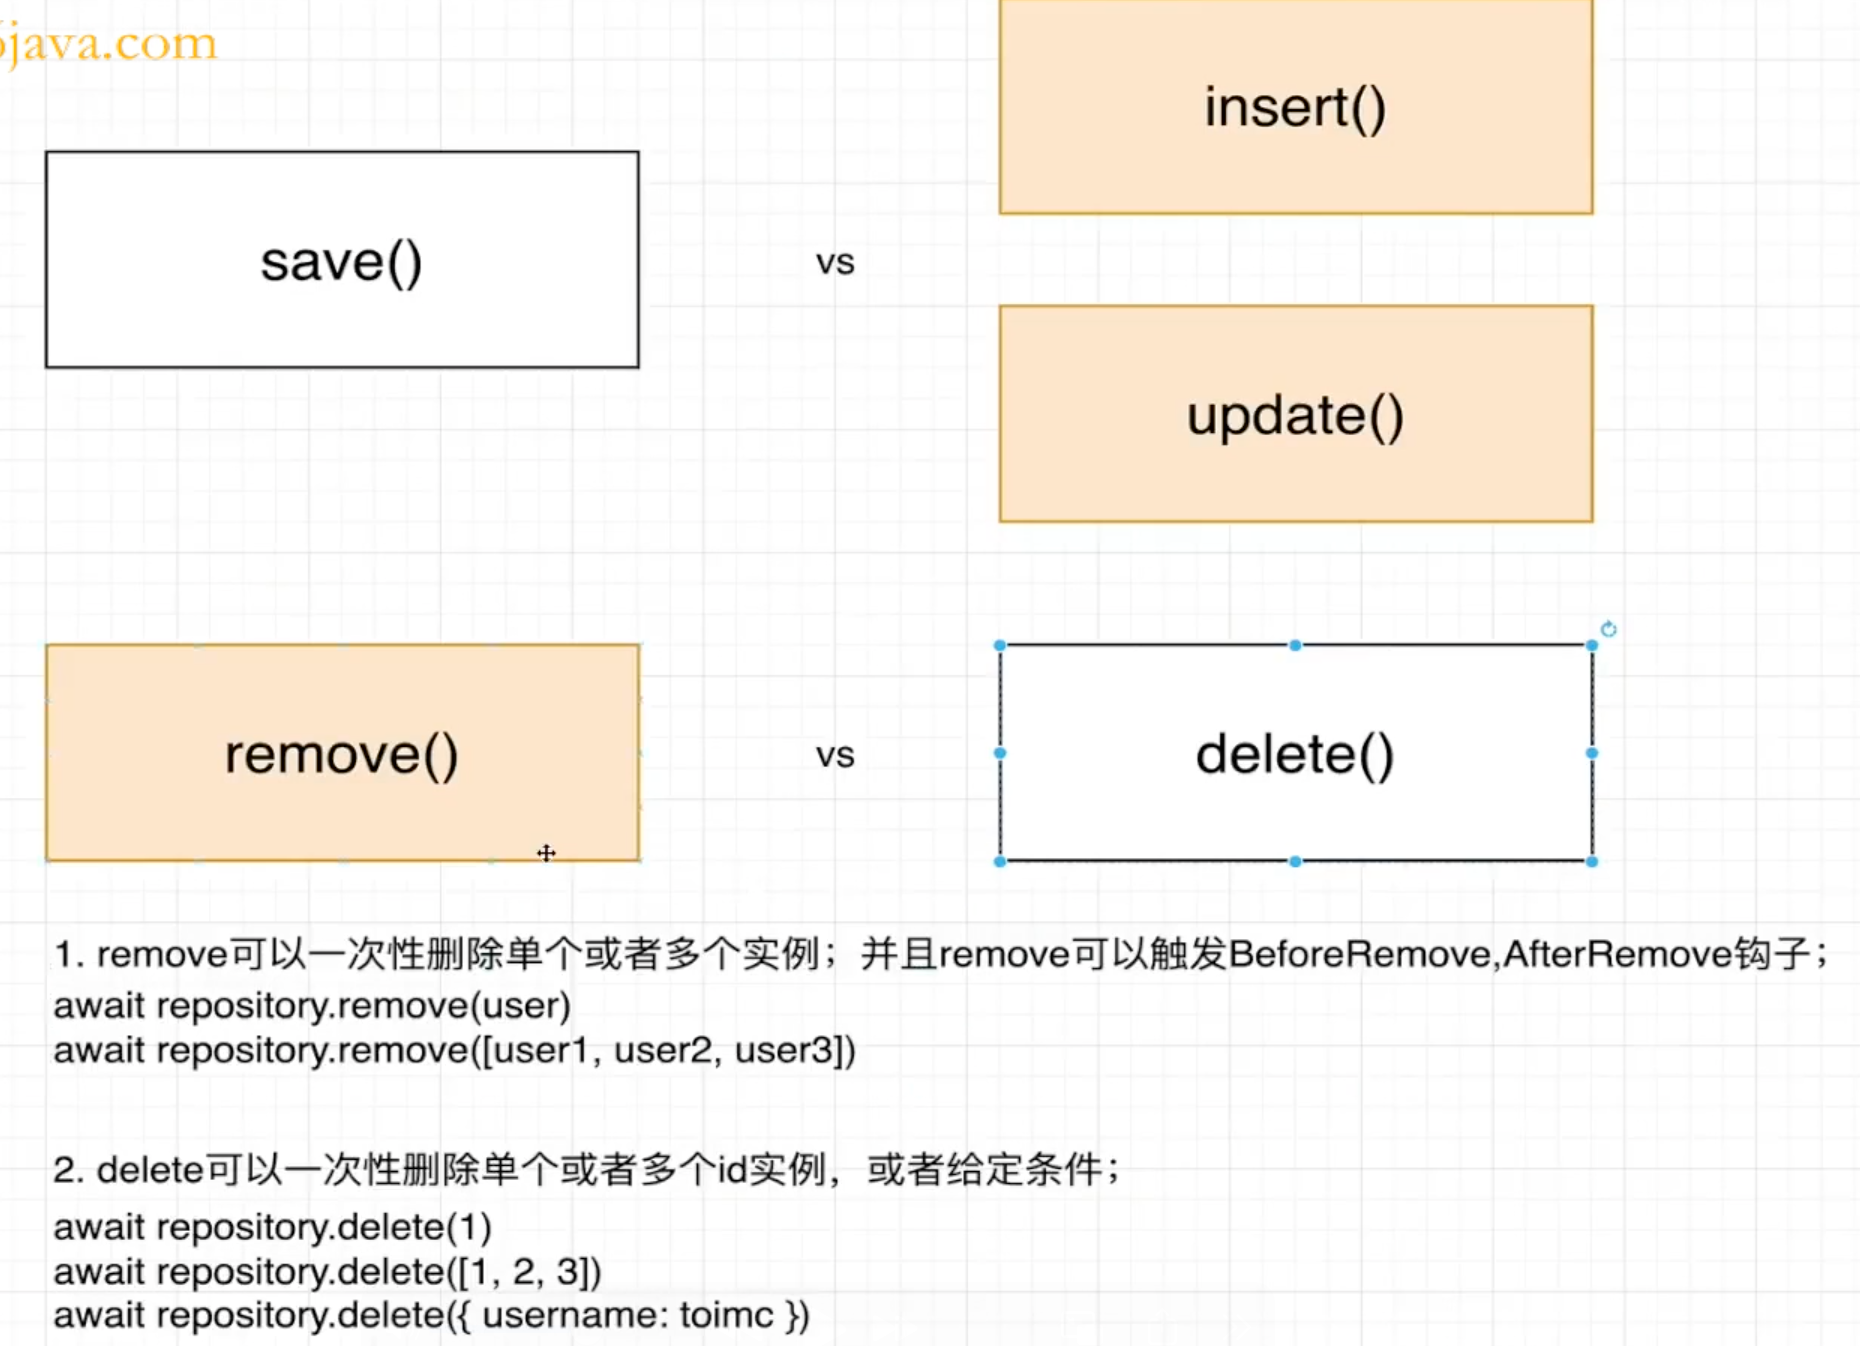 java.com
insert()
save()
vs
update()
remove()
vs
delete()
1. remove可以一次性删除单个或者多个实例；并且remove可以触发BeforeRemove,AfterRemove钩子；
await repository.remove(user)
await repository.remove([user1, user2, user3])
2. delete可以一次性删除单个或者多个id实例，或者给定条件；
await repository.delete(1)
await repository.delete([1, 2, 3])
await repository.delete({ username: toimc })